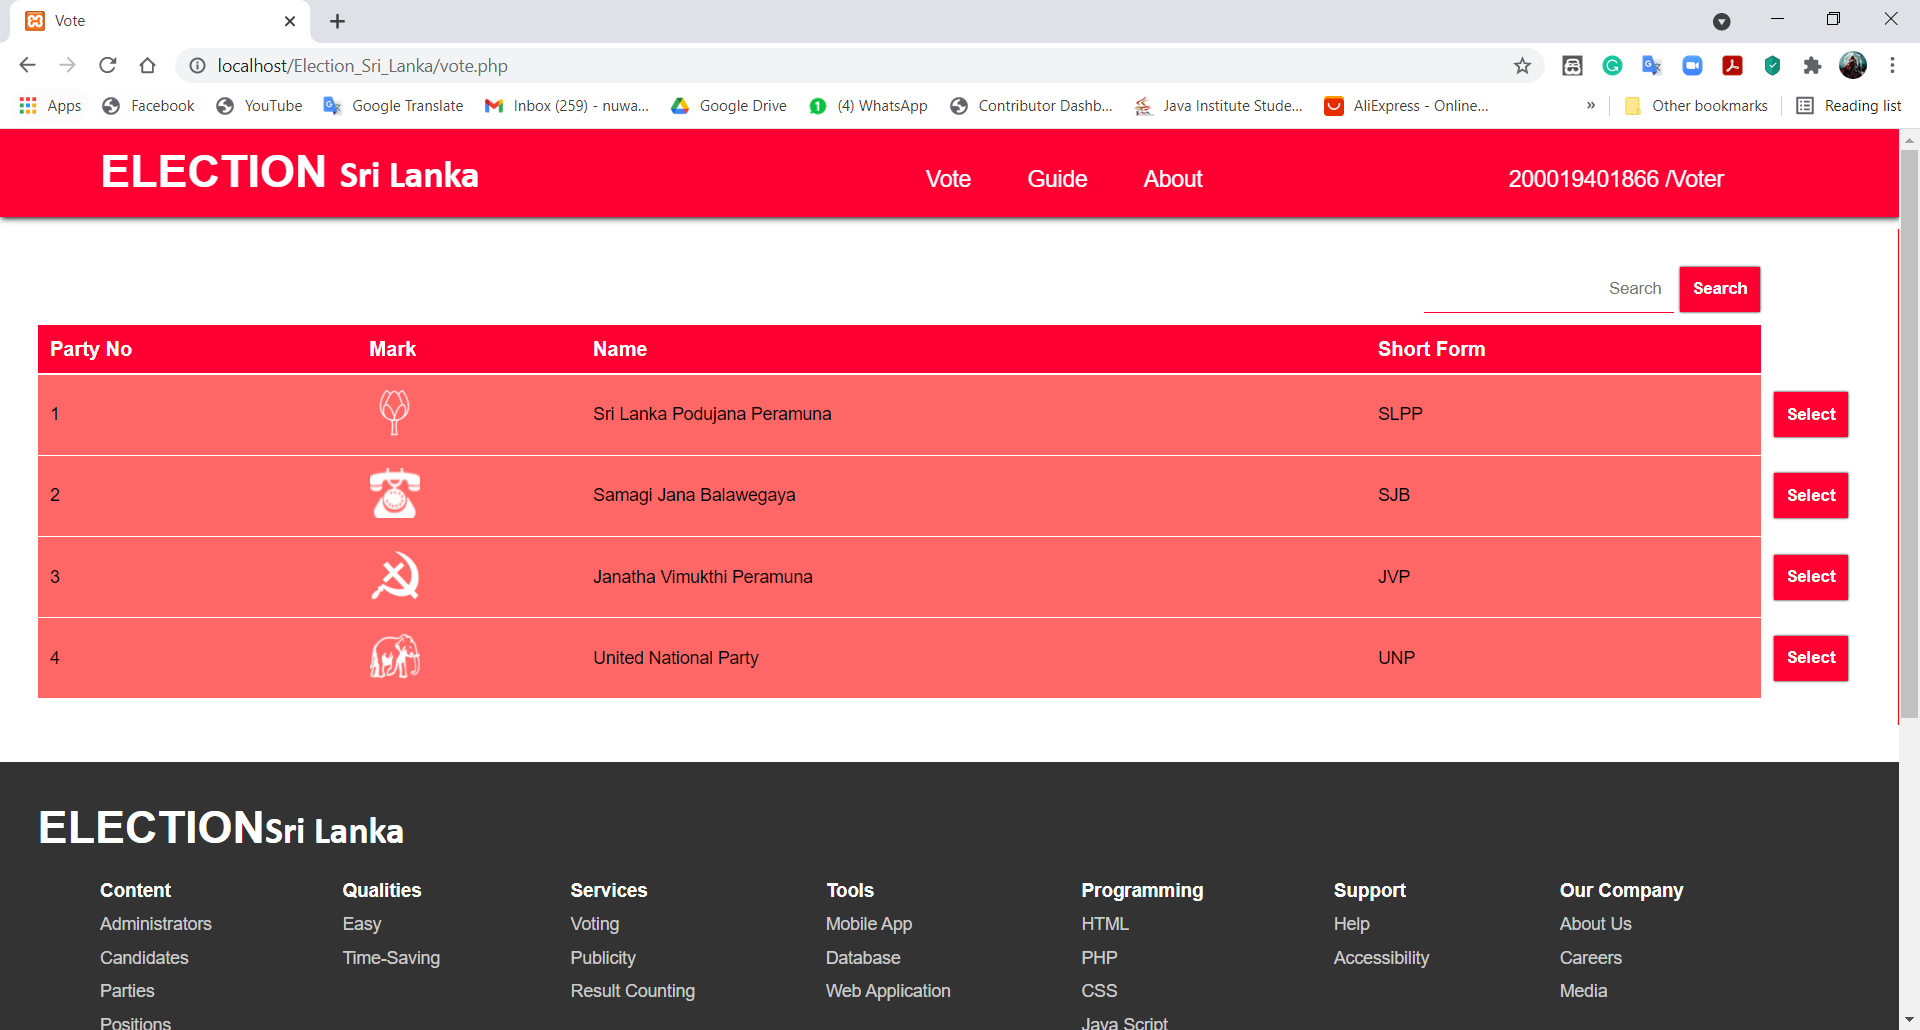 Vote
localhost/Election_Sri_Lanka/vote.php
Apps Facebook YouTube Google Translate Inbox (259) - nuwa... Google Drive (4) WhatsApp Contributor Dashb... Java Institute Stude... AliExpress - Online... » Other bookmarks Reading list
ELECTION Sri Lanka Vote Guide About 200019401866 /Voter
Search Search
Party No Mark Name Short Form
1 Sri Lanka Podujana Peramuna SLPP Select
2 Samagi Jana Balawegaya SJB Select
3 Janatha Vimukthi Peramuna JVP Select
4 United National Party UNP Select
ELECTIONSri Lanka
Content Qualities Services Tools Programming Support Our Company
Administrators Easy Voting Mobile App HTML Help About Us
Candidates Time-Saving Publicity Database PHP Accessibility Careers
Parties Result Counting Web Application CSS Media
Positions Java Script